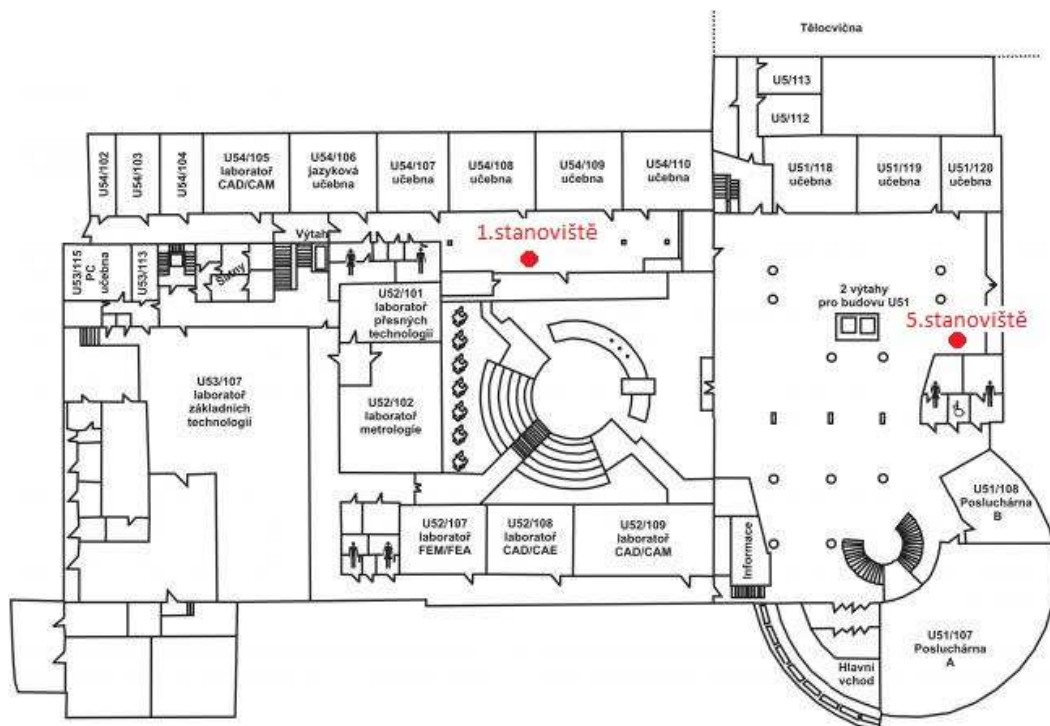 Tělocvična
U5/113
U5/112
U54/102
U54/103
U54/104
U54/105
laboratoř
CAD/CAM
U54/106
jazyková
učebna
U54/107
učebna
U54/108
učebna
U54/109
učebna
U54/110
učebna
U51/118
učebna
U51/119
učebna
U51/120
učebna
Výtah
1.stanoviště
U53/115
PC
učebna
U53/113
Šatny
U52/101
laboratoř
přesných
technologií
2 výtahy
pro budovu U51
5.stanoviště
U53/107
laboratoř
základních
technologií
U52/102
laboratoř
metrologie
U51/108
Posluchárna
B
U52/107
laboratoř
FEM/FEA
U52/108
laboratoř
CAD/CAE
U52/109
laboratoř
CAD/CAM
Informace
U51/107
Posluchárna
A
Hlavní
vchod